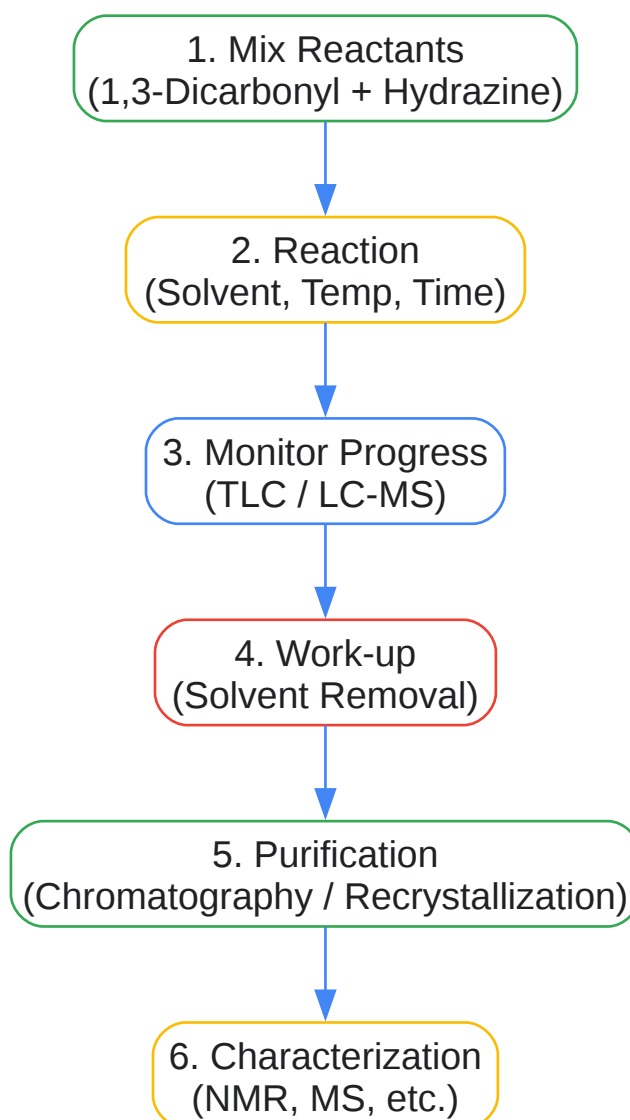 1. Mix Reactants
(1,3-Dicarbonyl + Hydrazine)
2. Reaction
(Solvent, Temp, Time)
3. Monitor Progress
(TLC / LC-MS)
4. Work-up
(Solvent Removal)
5. Purification
(Chromatography / Recrystallization)
6. Characterization
(NMR, MS, etc.)